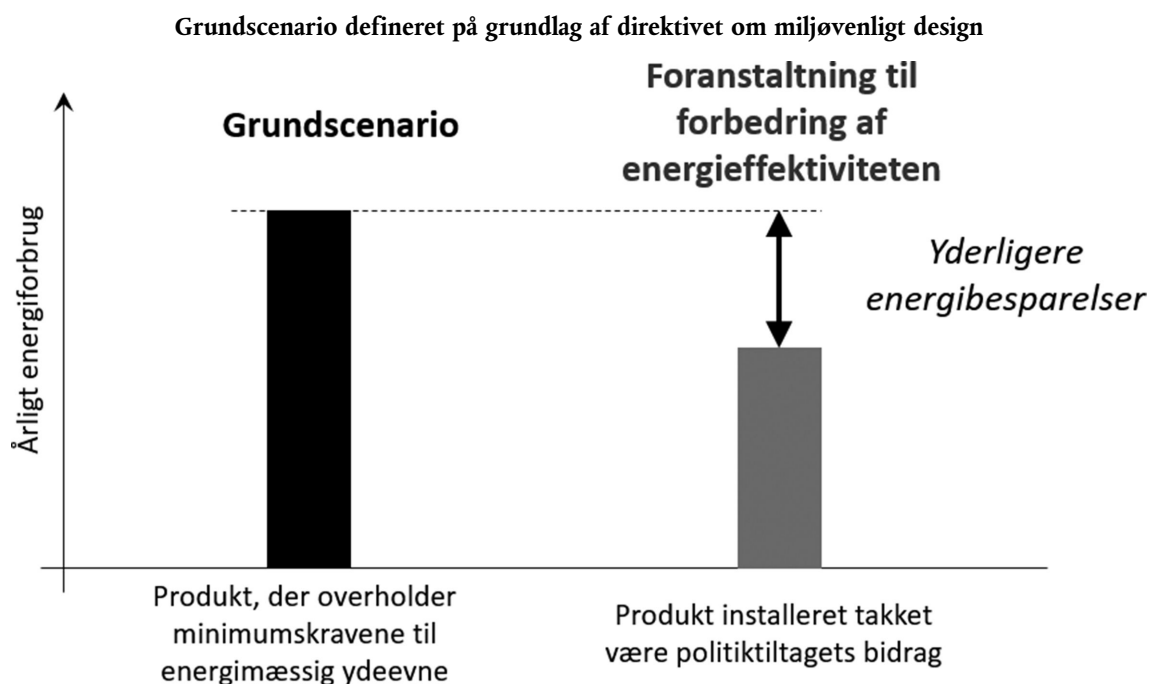 Grundscenario defineret på grundlag af direktivet om miljøvenligt design
Grundscenario
Foranstaltning til
forbedring af
energieffektiviteten
Årligt energiforbrug
Yderligere
energibesparelser
Produkt, der overholder
minimumskravene til
energimæssig ydeevne
Produkt installeret takket
være politiktiltagets bidrag